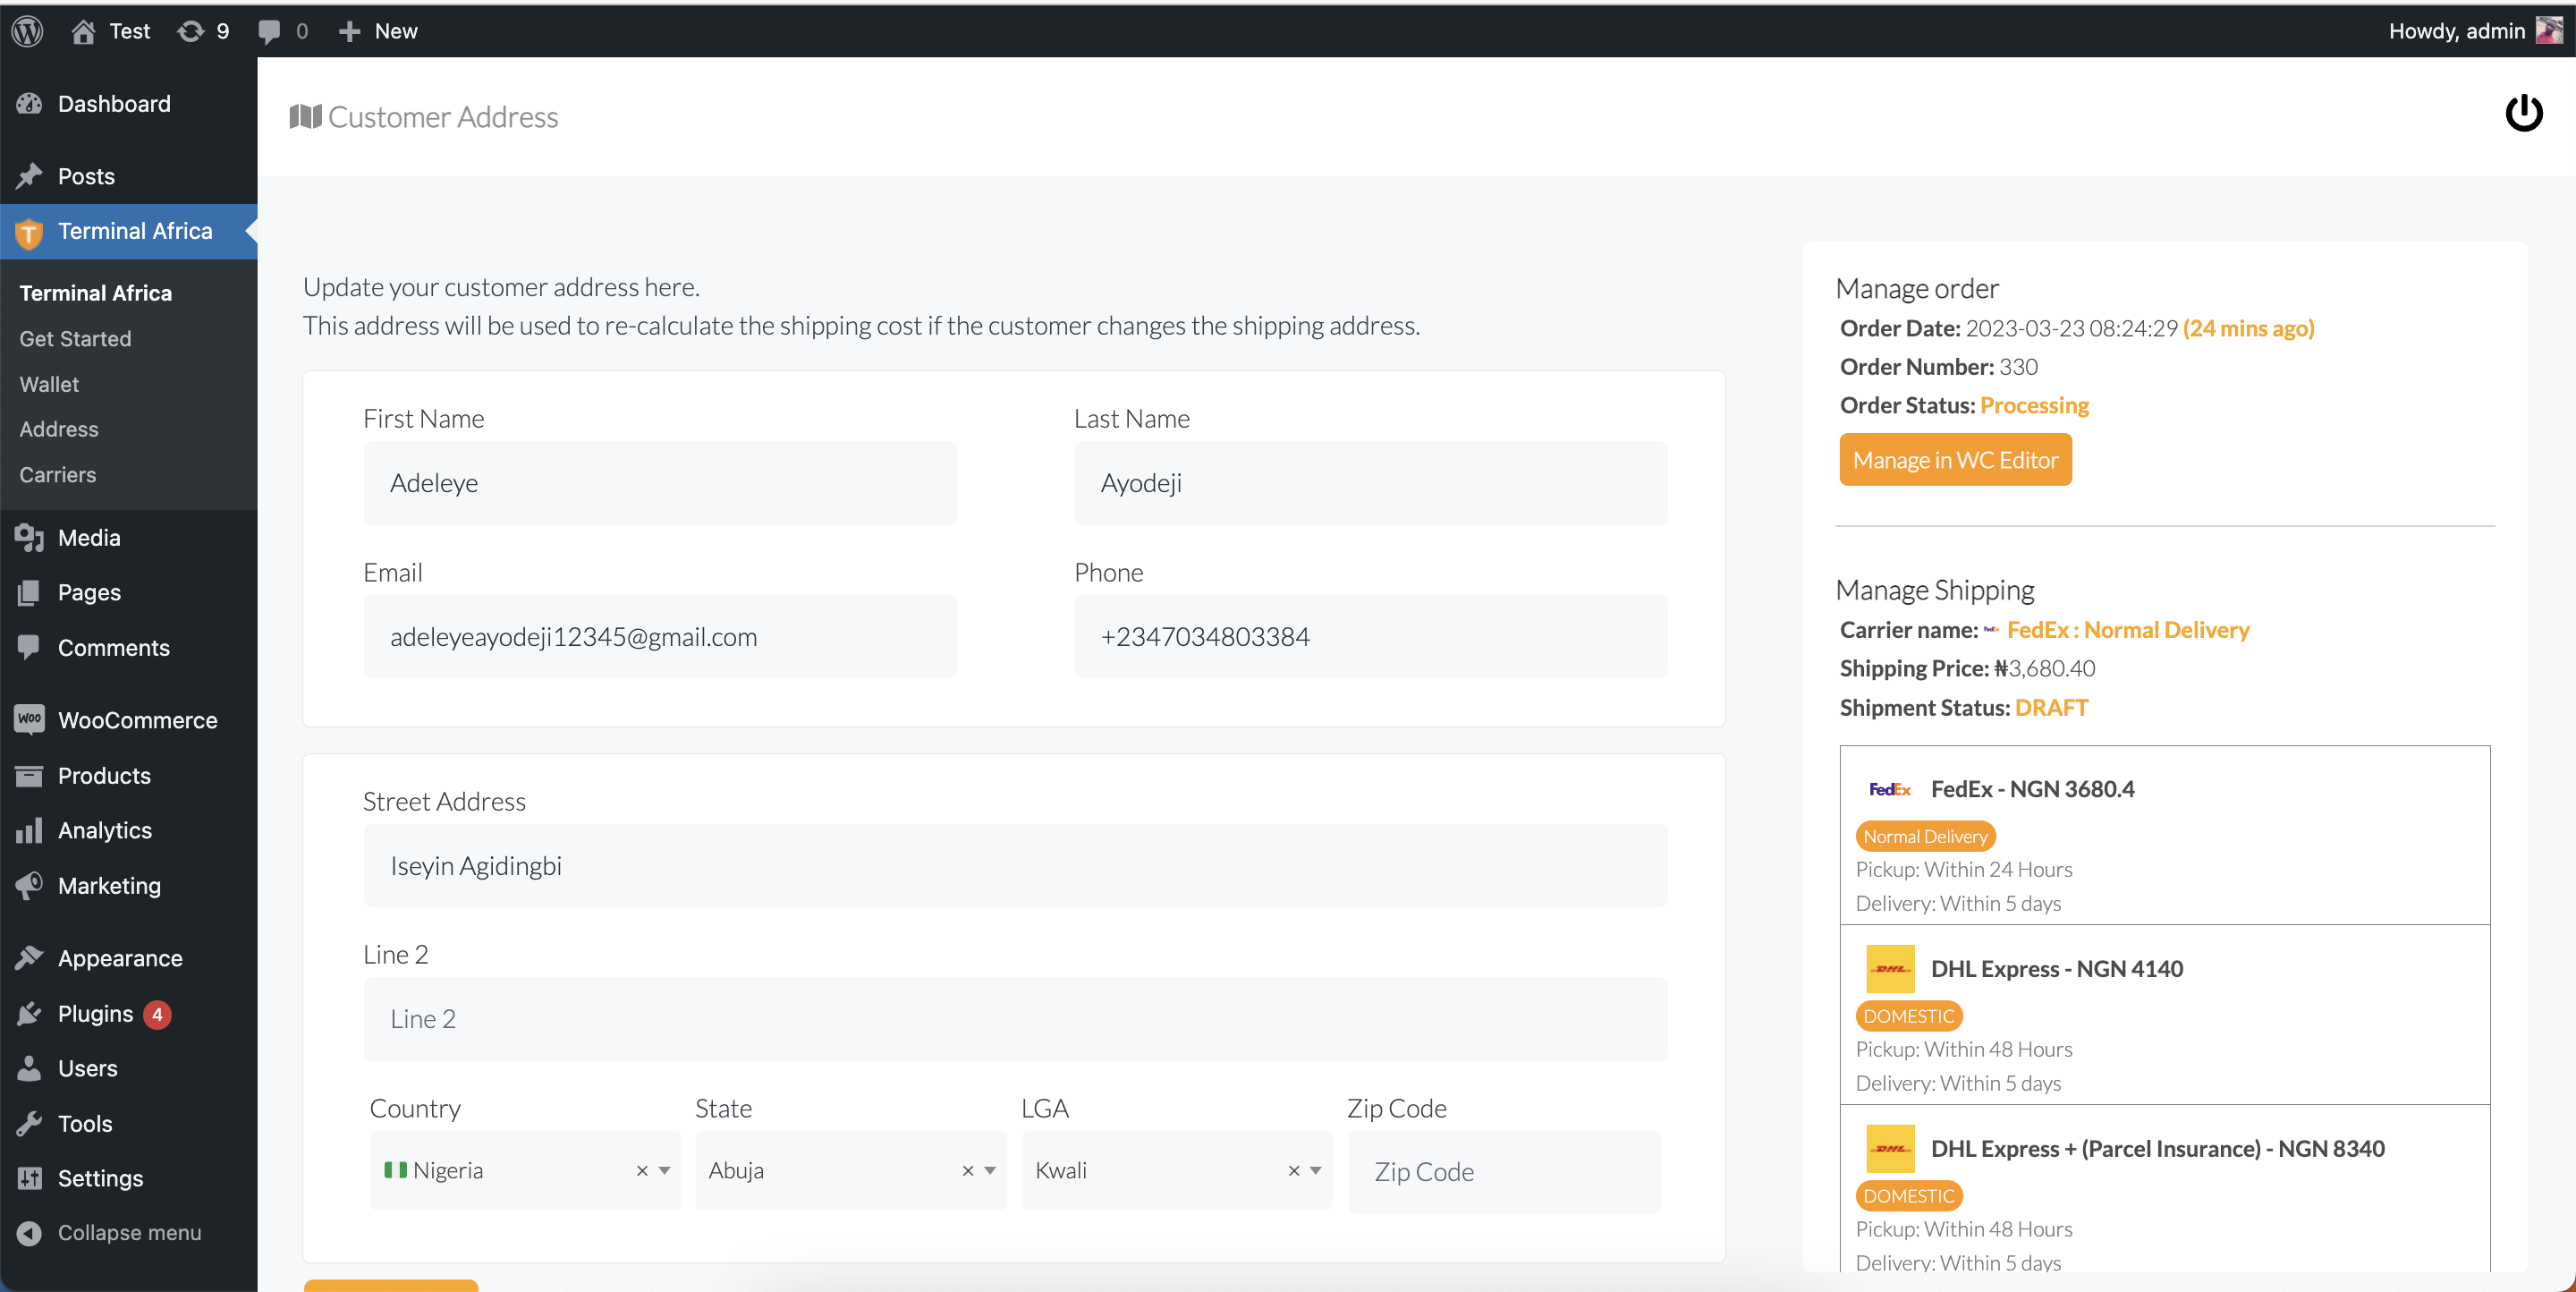 Test 9 0 New
Howdy, admin
Dashboard
Posts
Terminal Africa
Terminal Africa
Get Started
Wallet
Address
Carriers
Media
Pages
Comments
Woo WooCommerce
Products
Analytics
Marketing
Appearance
Plugins 4
Users
Tools
Settings
Collapse menu
Customer Address
Update your customer address here.
This address will be used to re-calculate the shipping cost if the customer changes the shipping address.
First Name
Adeleye
Last Name
Ayodeji
Email
adeleyeayodeji12345@gmail.com
Phone
+2347034803384
Street Address
Iseyin Agidingbi
Line 2
Line 2
Country
Nigeria × 
State
Abuja ×
LGA
Kwali ×
Zip Code
Zip Code
Manage order
Order Date: 2023-03-23 08:24:29 (24 mins ago)
Order Number: 330
Order Status: Processing
Manage in WC Editor
Manage Shipping
Carrier name: FedEx FedEx : Normal Delivery
Shipping Price: ₦3,680.40
Shipment Status: DRAFT
FedEx FedEx - NGN 3680.4
Normal Delivery
Pickup: Within 24 Hours
Delivery: Within 5 days
DHL DHL Express - NGN 4140
DOMESTIC
Pickup: Within 48 Hours
Delivery: Within 5 days
DHL DHL Express + (Parcel Insurance) - NGN 8340
DOMESTIC
Pickup: Within 48 Hours
Delivery: Within 5 days